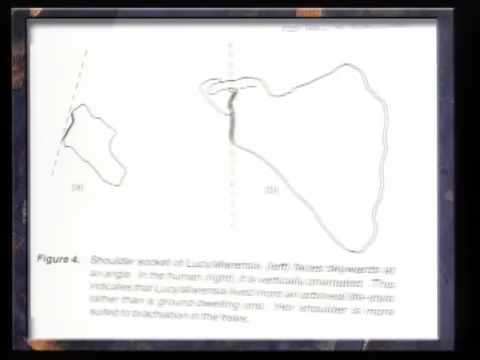 (a)
(b)
Figure 4. Shoulder socket of Lucy/afarensis (left) faces skywards at
an angle. In the human (right), it is vertically orientated. This
indicates that Lucy/afarensis lived more an arboreal life-style
rather than a ground-dwelling one. Her shoulder is more
suited to brachiation in the trees.